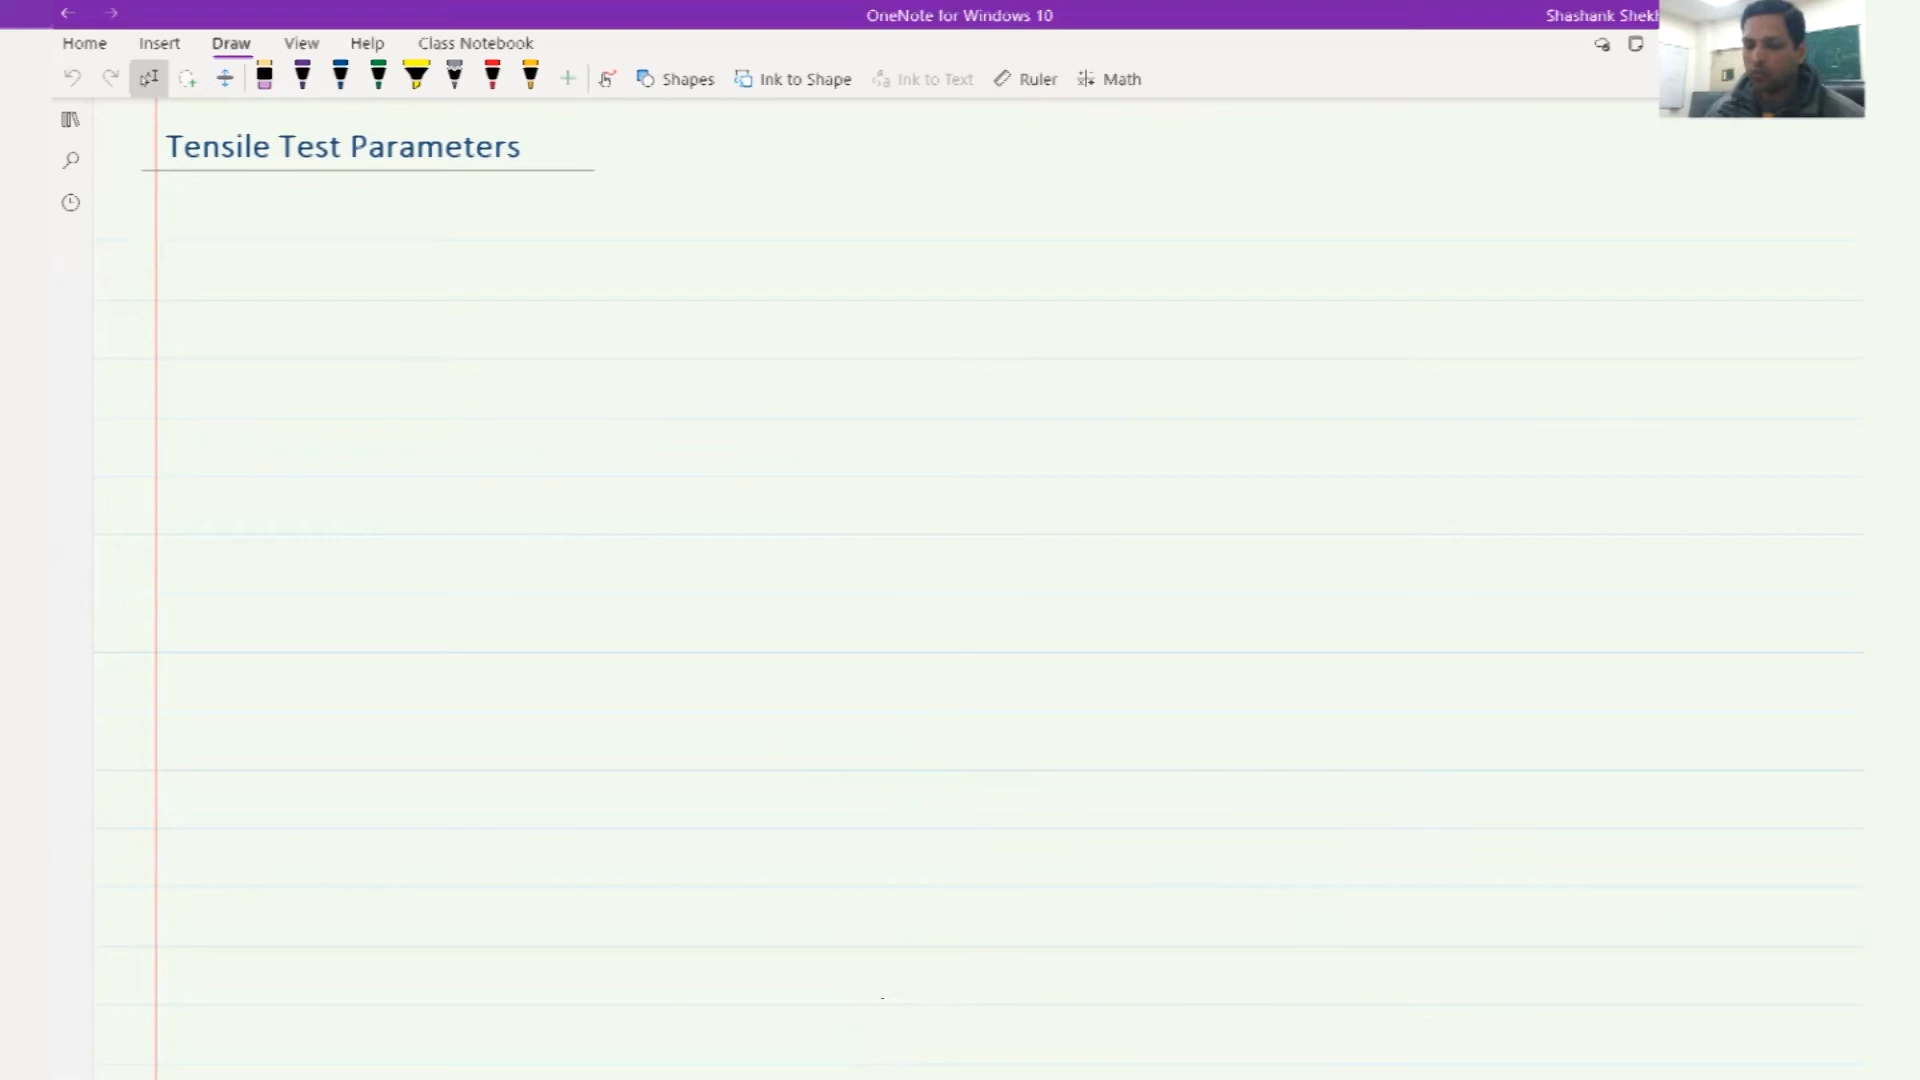 OneNote for Windows 10
Shashank Shekh
Home Insert Draw View Help Class Notebook
Shapes Ink to Shape Ink to Text Ruler Math
Tensile Test Parameters